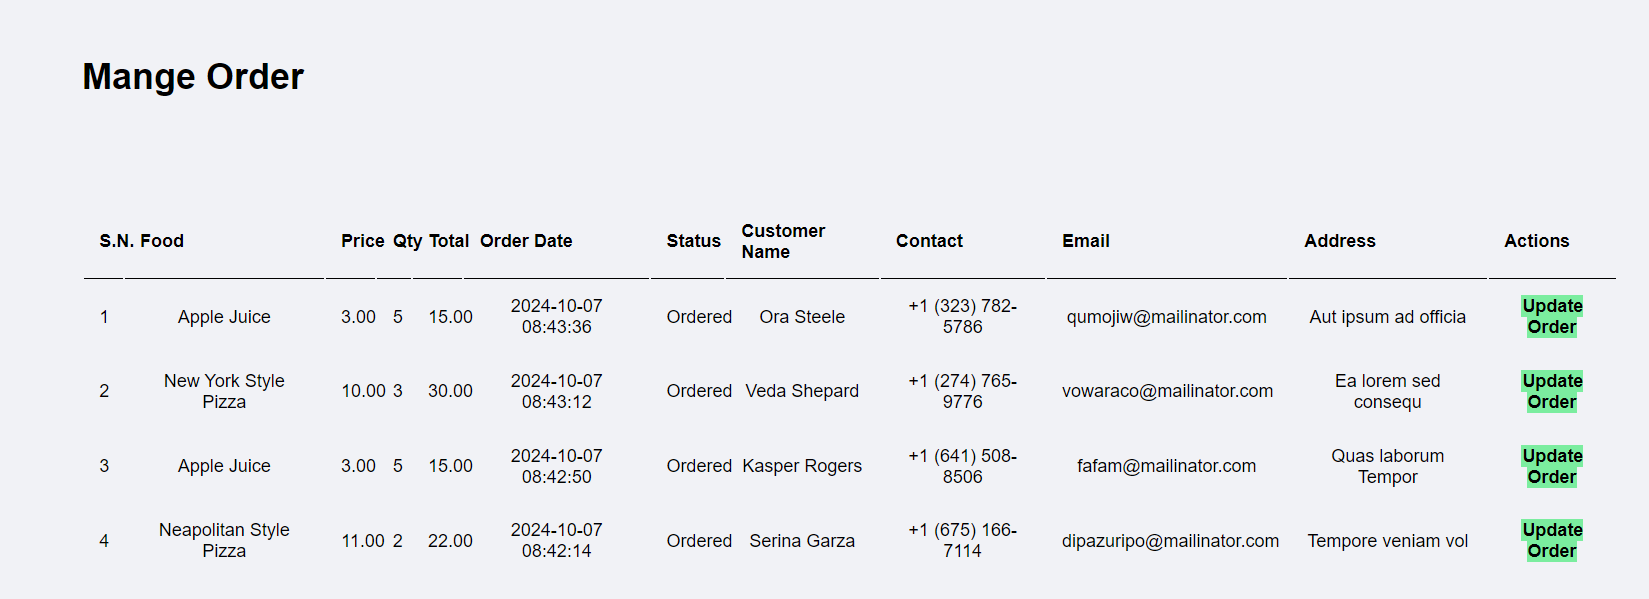 Mange Order
S.N. Food Price Qty Total Order Date Status Customer Name Contact Email Address Actions
1 Apple Juice 3.00 5 15.00 2024-10-07 08:43:36 Ordered Ora Steele +1 (323) 782-5786 qumojiw@mailinator.com Aut ipsum ad officia Update Order
2 New York Style Pizza 10.00 3 30.00 2024-10-07 08:43:12 Ordered Veda Shepard +1 (274) 765-9776 vowaraco@mailinator.com Ea lorem sed consequ Update Order
3 Apple Juice 3.00 5 15.00 2024-10-07 08:42:50 Ordered Kasper Rogers +1 (641) 508-8506 fafam@mailinator.com Quas laborum Tempor Update Order
4 Neapolitan Style Pizza 11.00 2 22.00 2024-10-07 08:42:14 Ordered Serina Garza +1 (675) 166-7114 dipazuripo@mailinator.com Tempore veniam vol Update Order